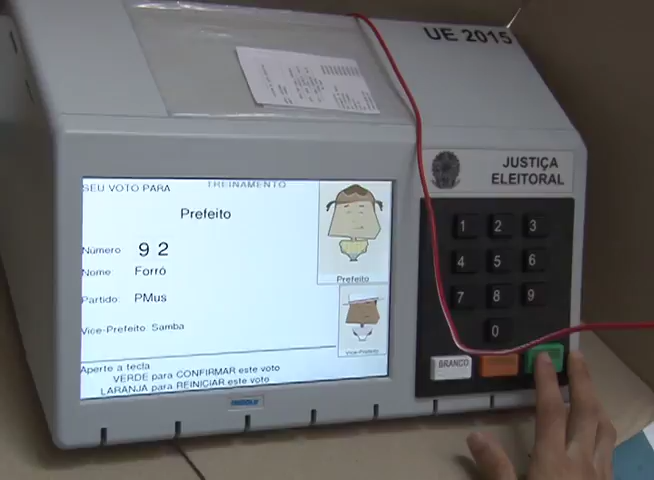 UE 2015
JUSTIÇA
ELEITORAL
SEU VOTO PARA TREINAMENTO
Prefeito
Número: 9 2
Nome: Forró
Partido: PMus
Vice-Prefeito: Samba
Prefeito
Vice-Prefeito
Aperte a tecla
VERDE para CONFIRMAR este voto
LARANJA para REINICIAR este voto
1 2 3
4 5 6
7 8 9
0
BRANCO